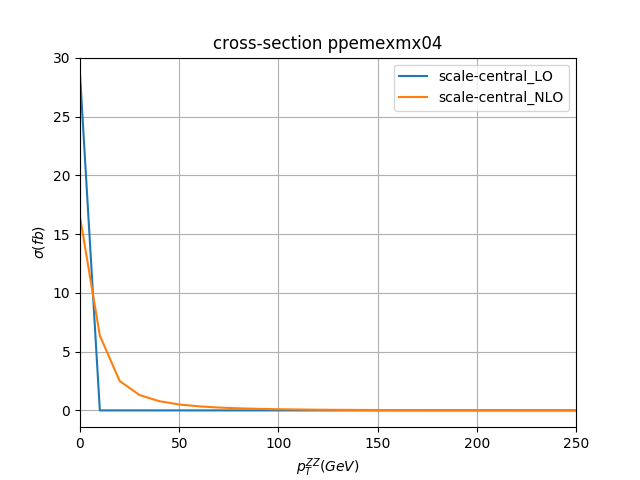 cross-section ppemexmx04
scale-central_LO
scale-central_NLO
30
25
20
15
10
5
0
σ(fb)
0 50 100 150 200 250
p_T^{ZZ}(GeV)